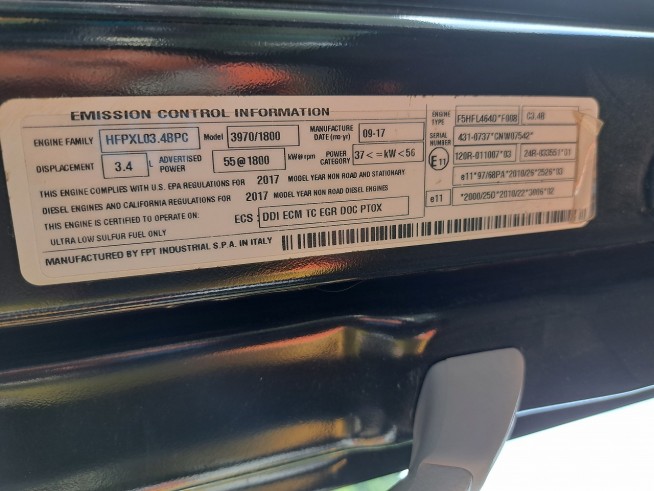 EMISSION CONTROL INFORMATION
ENGINE FAMILY HFPXL03.4BPC Model 3970/1800 MANUFACTURE DATE (mo yr) 09-17
DISPLACEMENT 3.4 L ADVERTISED POWER 55@1800 kW@rpm POWER CATEGORY 37<=kW<56
THIS ENGINE COMPLIES WITH U.S. EPA REGULATIONS FOR 2017 MODEL YEAR NON ROAD AND STATIONARY
DIESEL ENGINES AND CALIFORNIA REGULATIONS FOR 2017 MODEL YEAR NON ROAD DIESEL ENGINES
THIS ENGINE IS CERTIFIED TO OPERATE ON: ECS : DDI ECM TC EGR DOC PTOX
ULTRA LOW SULFUR FUEL ONLY
MANUFACTURED BY FPT INDUSTRIAL S.P.A. IN ITALY
ENGINE TYPE F5HFL464D*F008 C3.4B
SERIAL NUMBER 431-0737*CNW07542*
E11 120R-011007*03 24R-033551*01
e11*97/68PA*2010/26*2526*03
e11 *2000/25D*2010/22*3006*02